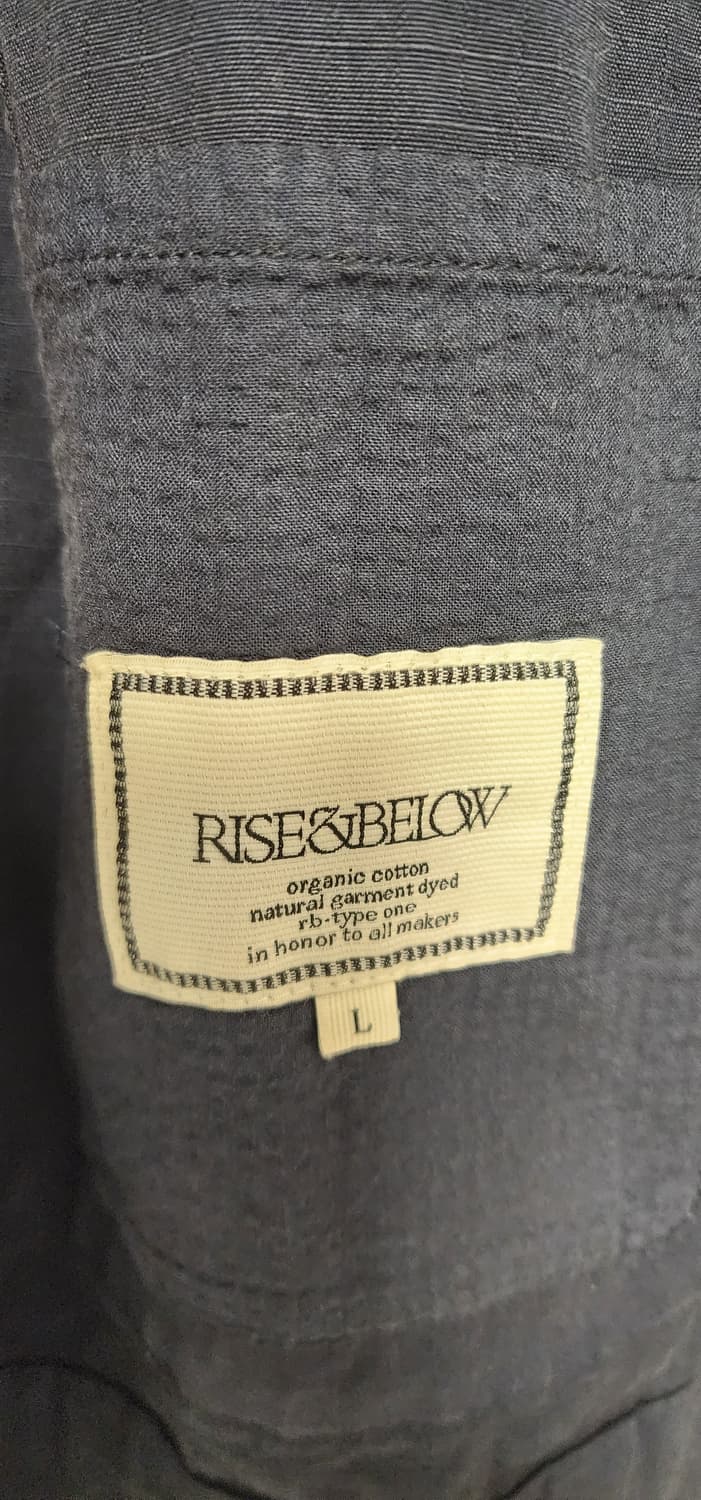 RISE&BELOW
organic cotton
natural garment dyed
rb-type one
in honor to all makers
L